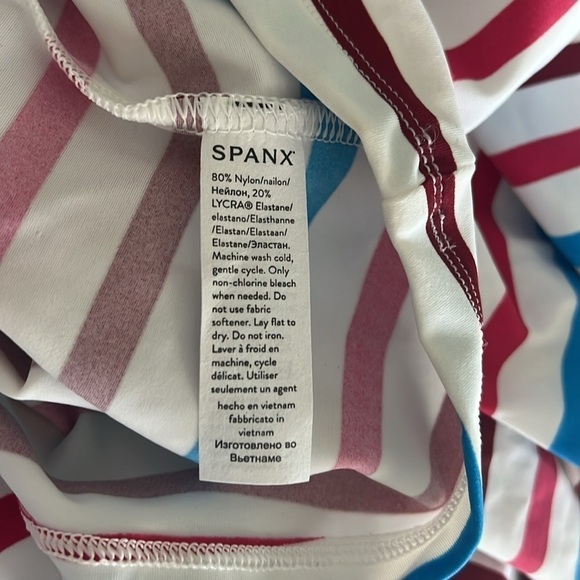 SPANX
80% Nylon/nailon/
Нейлон, 20%
LYCRA® Elastane/
elastano/Elasthanne
/Elastan/Elastaan/
Elastane/Эластан.
Machine wash cold,
gentle cycle. Only
non-chlorine bleach
when needed. Do
not use fabric
softener. Lay flat to
dry. Do not iron.
Laver à froid en
machine, cycle
délicat. Utiliser
seulement un agent
hecho en vietnam
fabbricato in
vietnam
Изготовлено во
Вьетнаме